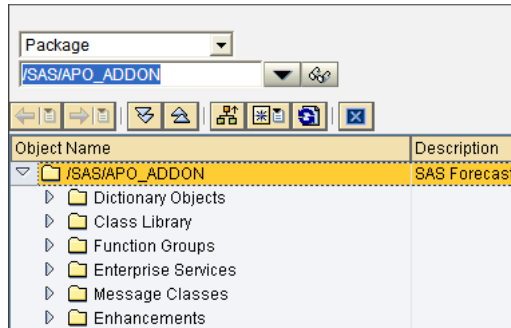 Package
/SAS/APO_ADDON
Object Name Description
/SAS/APO_ADDON SAS Forecast
Dictionary Objects
Class Library
Function Groups
Enterprise Services
Message Classes
Enhancements